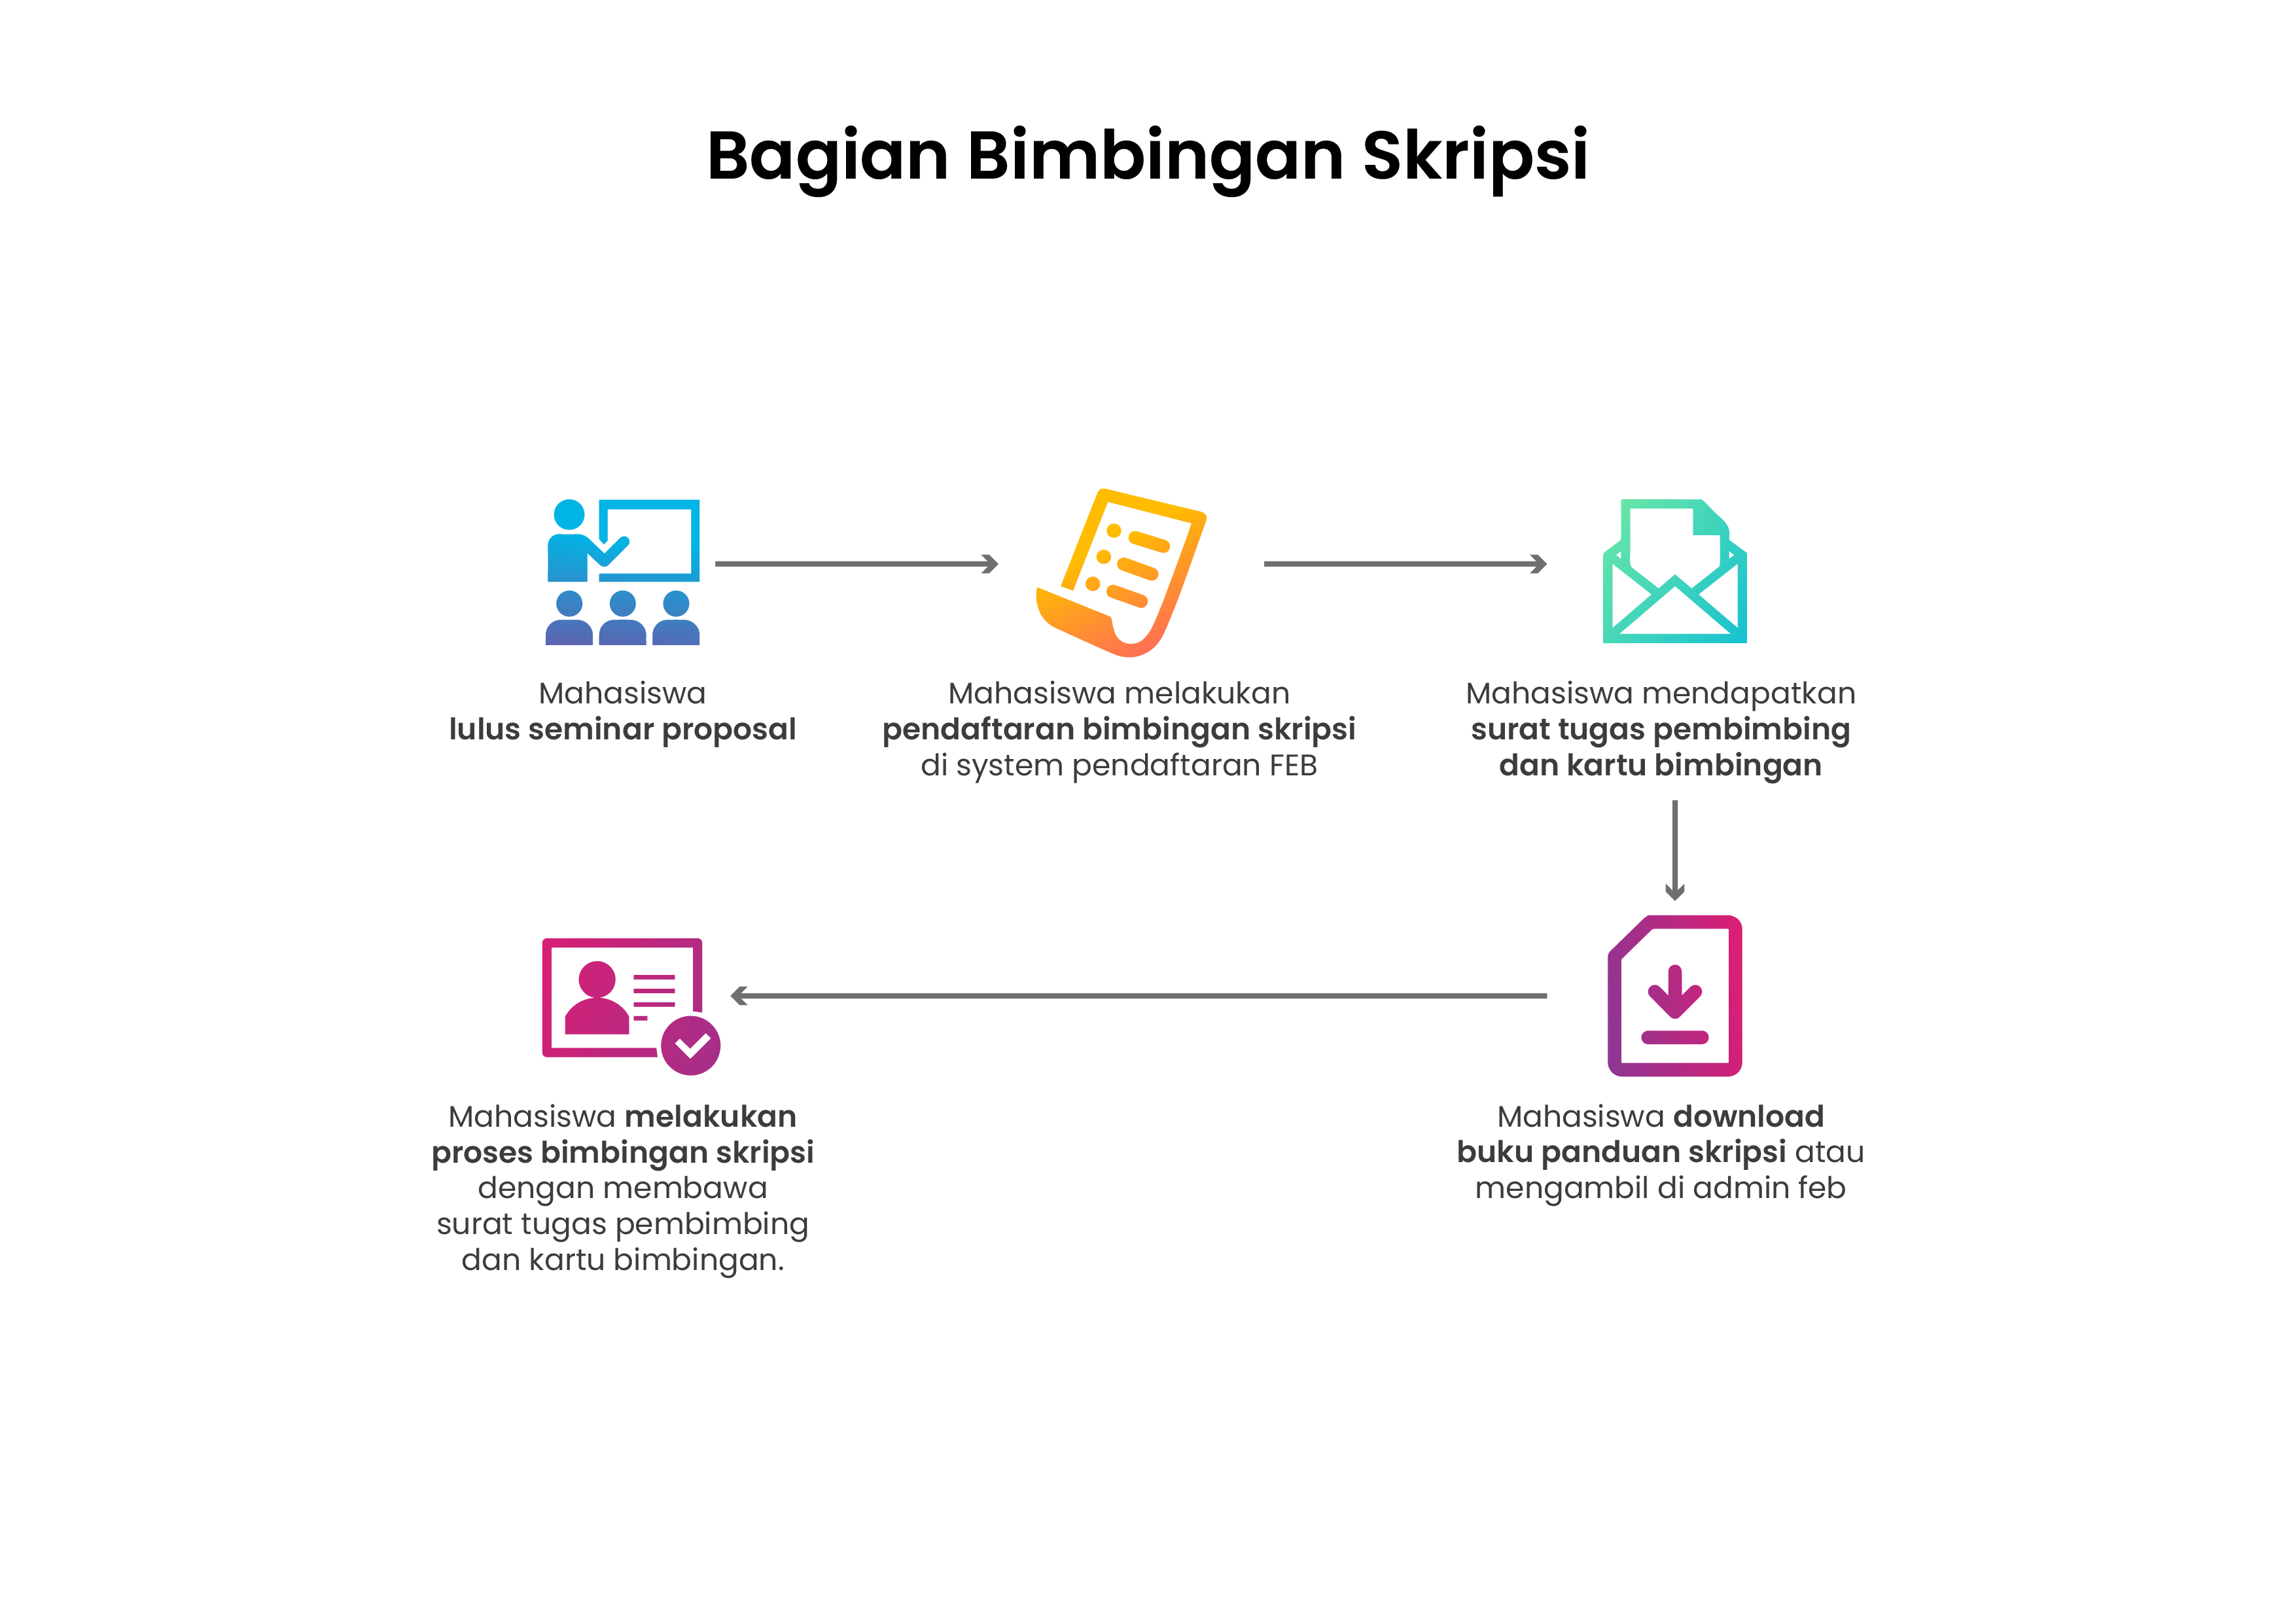 Bagian Bimbingan Skripsi
Mahasiswa
lulus seminar proposal
Mahasiswa melakukan
pendaftaran bimbingan skripsi
di system pendaftaran FEB
Mahasiswa mendapatkan
surat tugas pembimbing
dan kartu bimbingan
Mahasiswa download
buku panduan skripsi atau
mengambil di admin feb
Mahasiswa melakukan
proses bimbingan skripsi
dengan membawa
surat tugas pembimbing
dan kartu bimbingan.